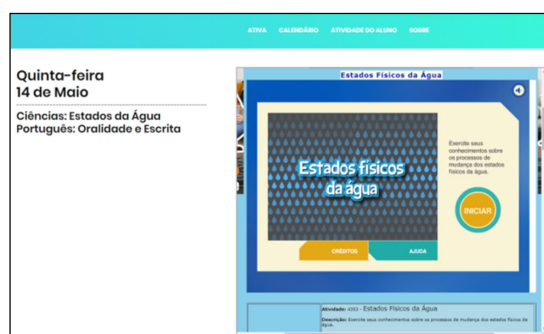 ATIVA CALENDÁRIO ATIVIDADE DO ALUNO SOBRE
Quinta-feira
14 de Maio
Ciências: Estados da Água
Português: Oralidade e Escrita
Estados Físicos da Água
Estados físicos
da água
Exercite seus
conhecimentos sobre
os processos de
mudança dos estados
físicos da água.
INICIAR
CRÉDITOS AJUDA
Atividade: 4393 - Estados Físicos da Água
Descrição: Exercite seus conhecimentos sobre os processos de mudança dos estados físicos da
água.